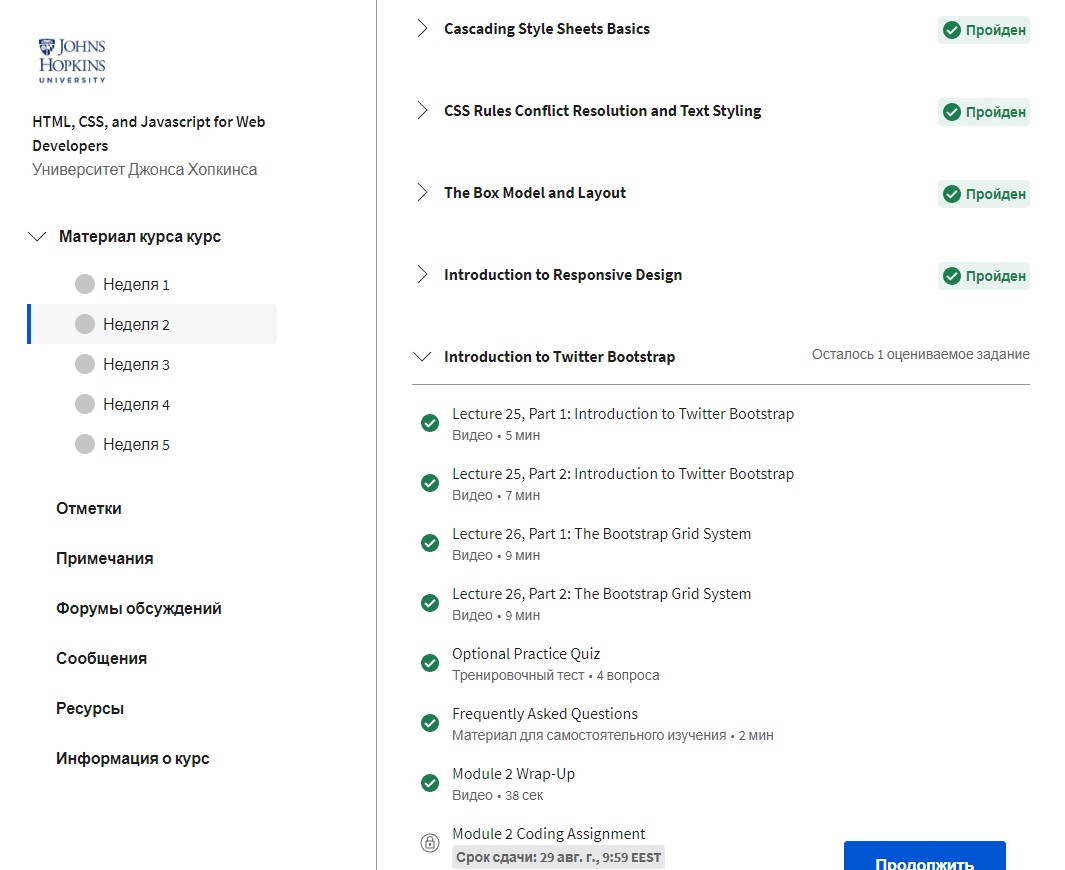 JOHNS
HOPKINS
UNIVERSITY
HTML, CSS, and Javascript for Web
Developers
Университет Джонса Хопкинса
Материал курса курс
Неделя 1
Неделя 2
Неделя 3
Неделя 4
Неделя 5
Отметки
Примечания
Форумы обсуждений
Сообщения
Ресурсы
Информация о курс
Cascading Style Sheets Basics
Пройден
CSS Rules Conflict Resolution and Text Styling
Пройден
The Box Model and Layout
Пройден
Introduction to Responsive Design
Пройден
Introduction to Twitter Bootstrap
Осталось 1 оцениваемое задание
Lecture 25, Part 1: Introduction to Twitter Bootstrap
Видео • 5 мин
Lecture 25, Part 2: Introduction to Twitter Bootstrap
Видео • 7 мин
Lecture 26, Part 1: The Bootstrap Grid System
Видео • 9 мин
Lecture 26, Part 2: The Bootstrap Grid System
Видео • 9 мин
Optional Practice Quiz
Тренировочный тест • 4 вопроса
Frequently Asked Questions
Материал для самостоятельного изучения • 2 мин
Module 2 Wrap-Up
Видео • 38 сек
Module 2 Coding Assignment
Срок сдачи: 29 авг. г., 9:59 EEST
Продолжить